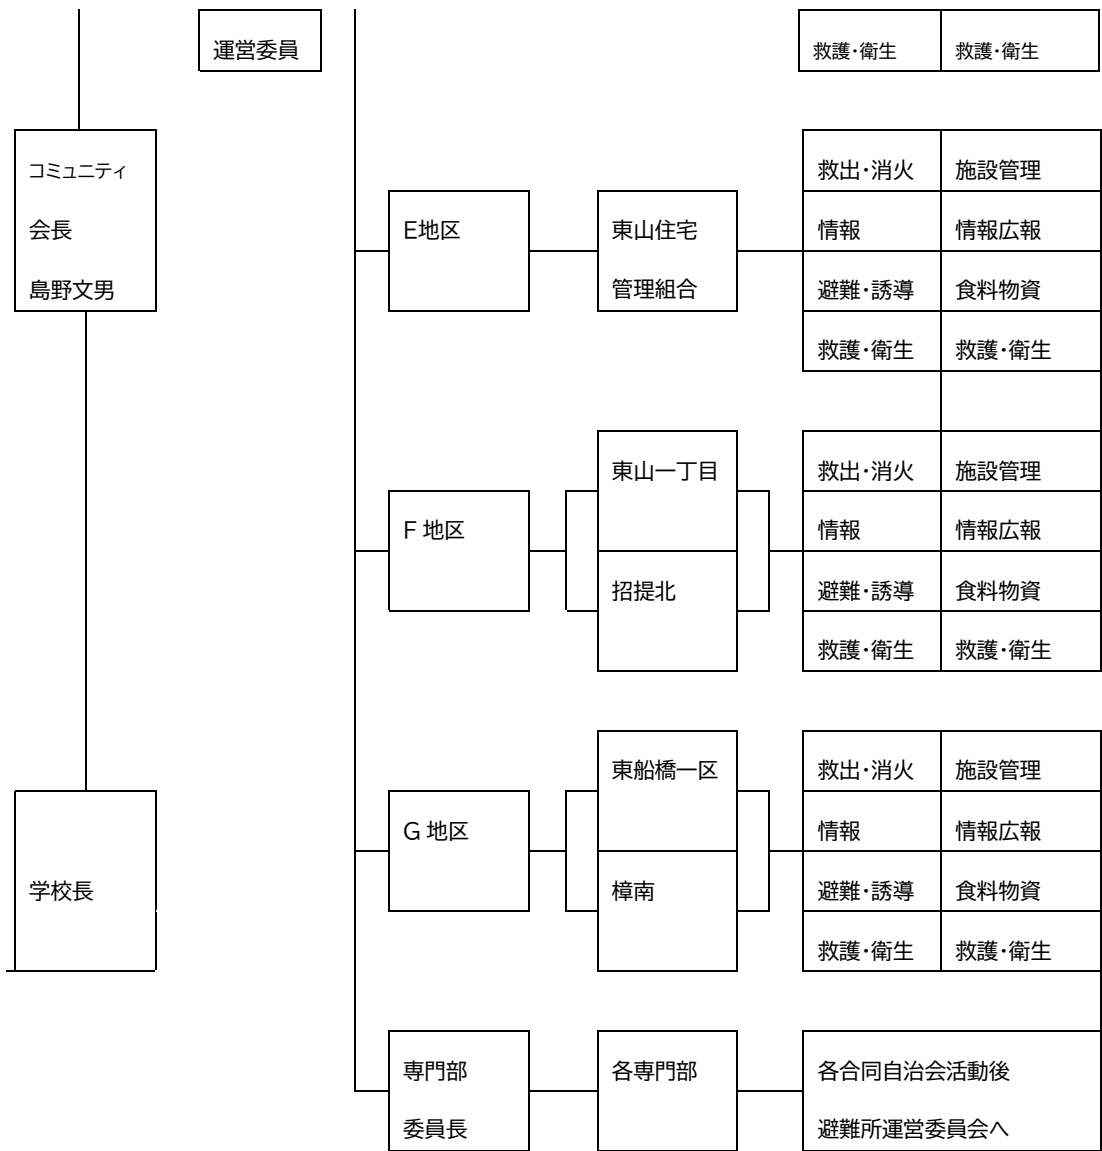 運営委員
救護・衛生 救護・衛生
コミュニティ
会長
島野文男
E地区
東山住宅
管理組合
救出・消火 施設管理
情報 情報広報
避難・誘導 食料物資
救護・衛生 救護・衛生
F 地区
東山一丁目
招提北
救出・消火 施設管理
情報 情報広報
避難・誘導 食料物資
救護・衛生 救護・衛生
学校長
G 地区
東船橋一区
樟南
救出・消火 施設管理
情報 情報広報
避難・誘導 食料物資
救護・衛生 救護・衛生
専門部
委員長
各専門部
各合同自治会活動後
避難所運営委員会へ